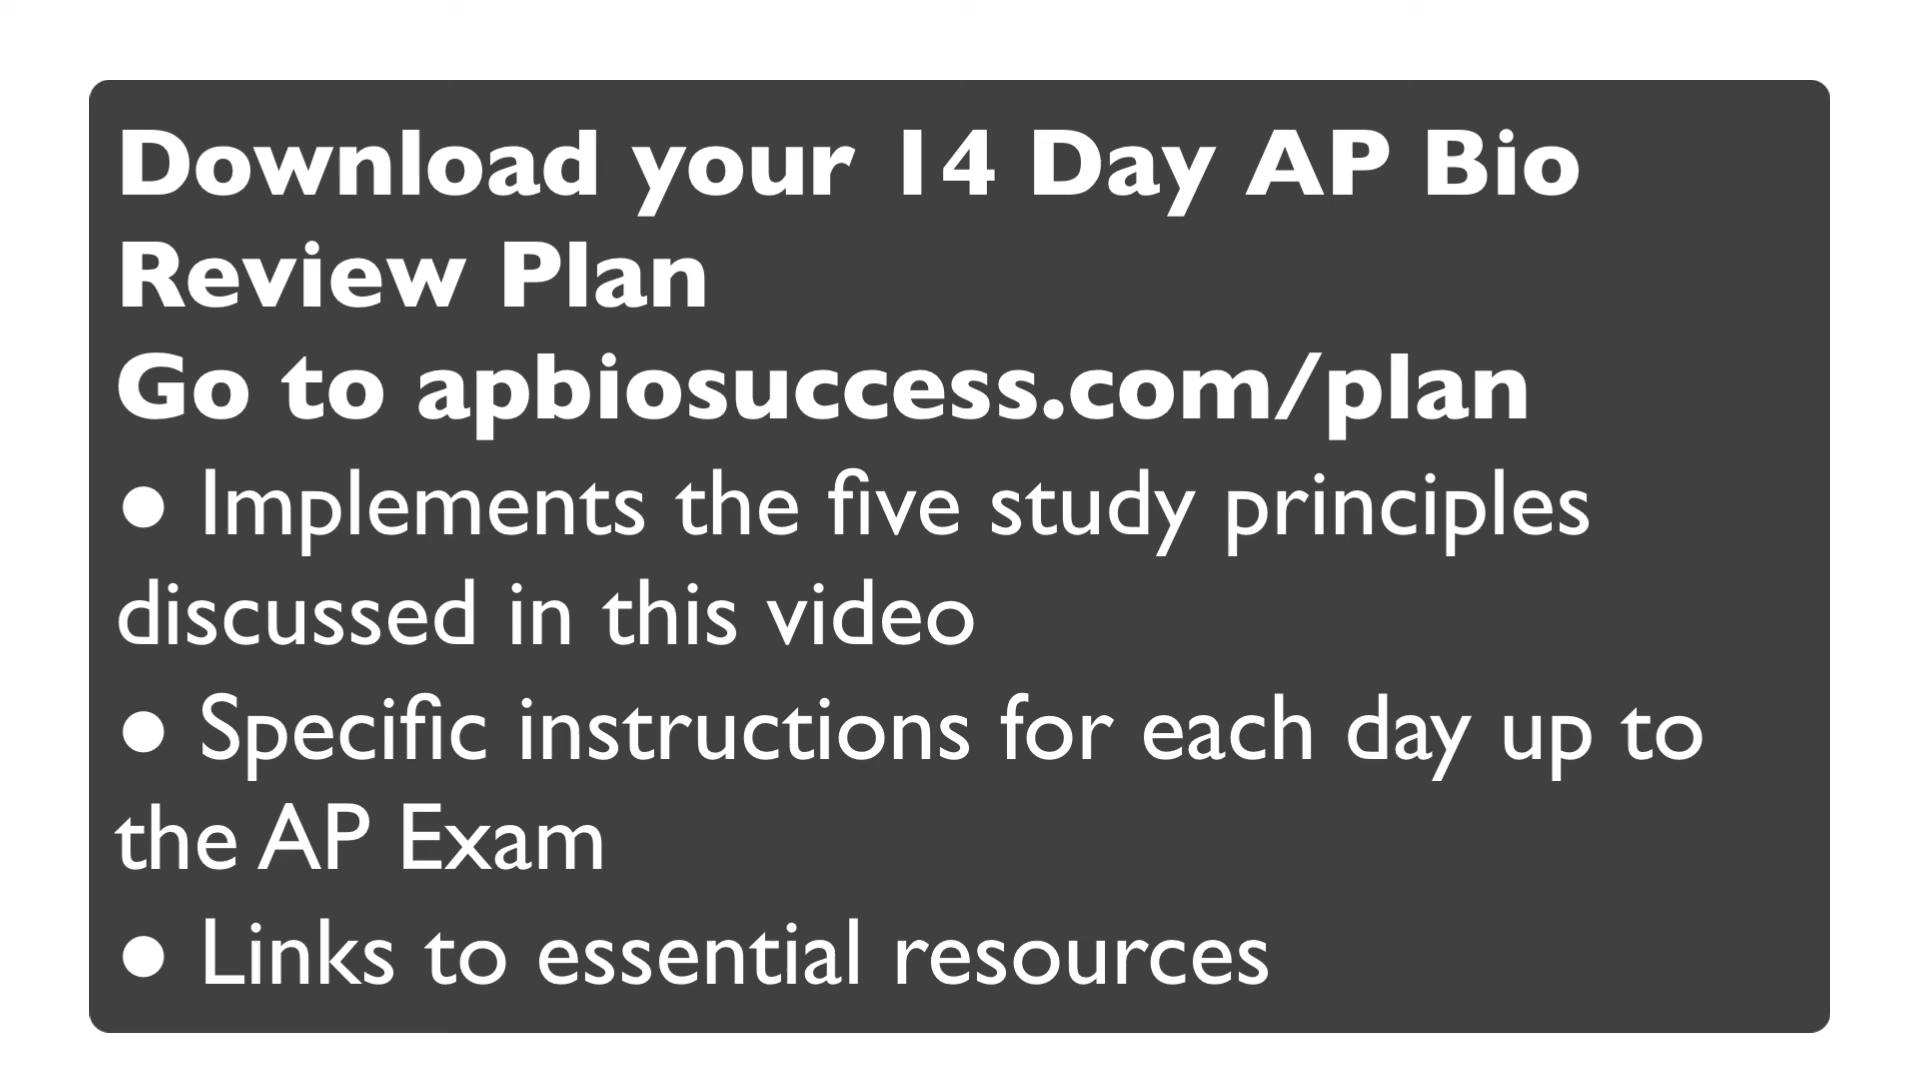 Download your 14 Day AP Bio
Review Plan
Go to apbiosuccess.com/plan
● Implements the five study principles
discussed in this video
● Specific instructions for each day up to
the AP Exam
● Links to essential resources